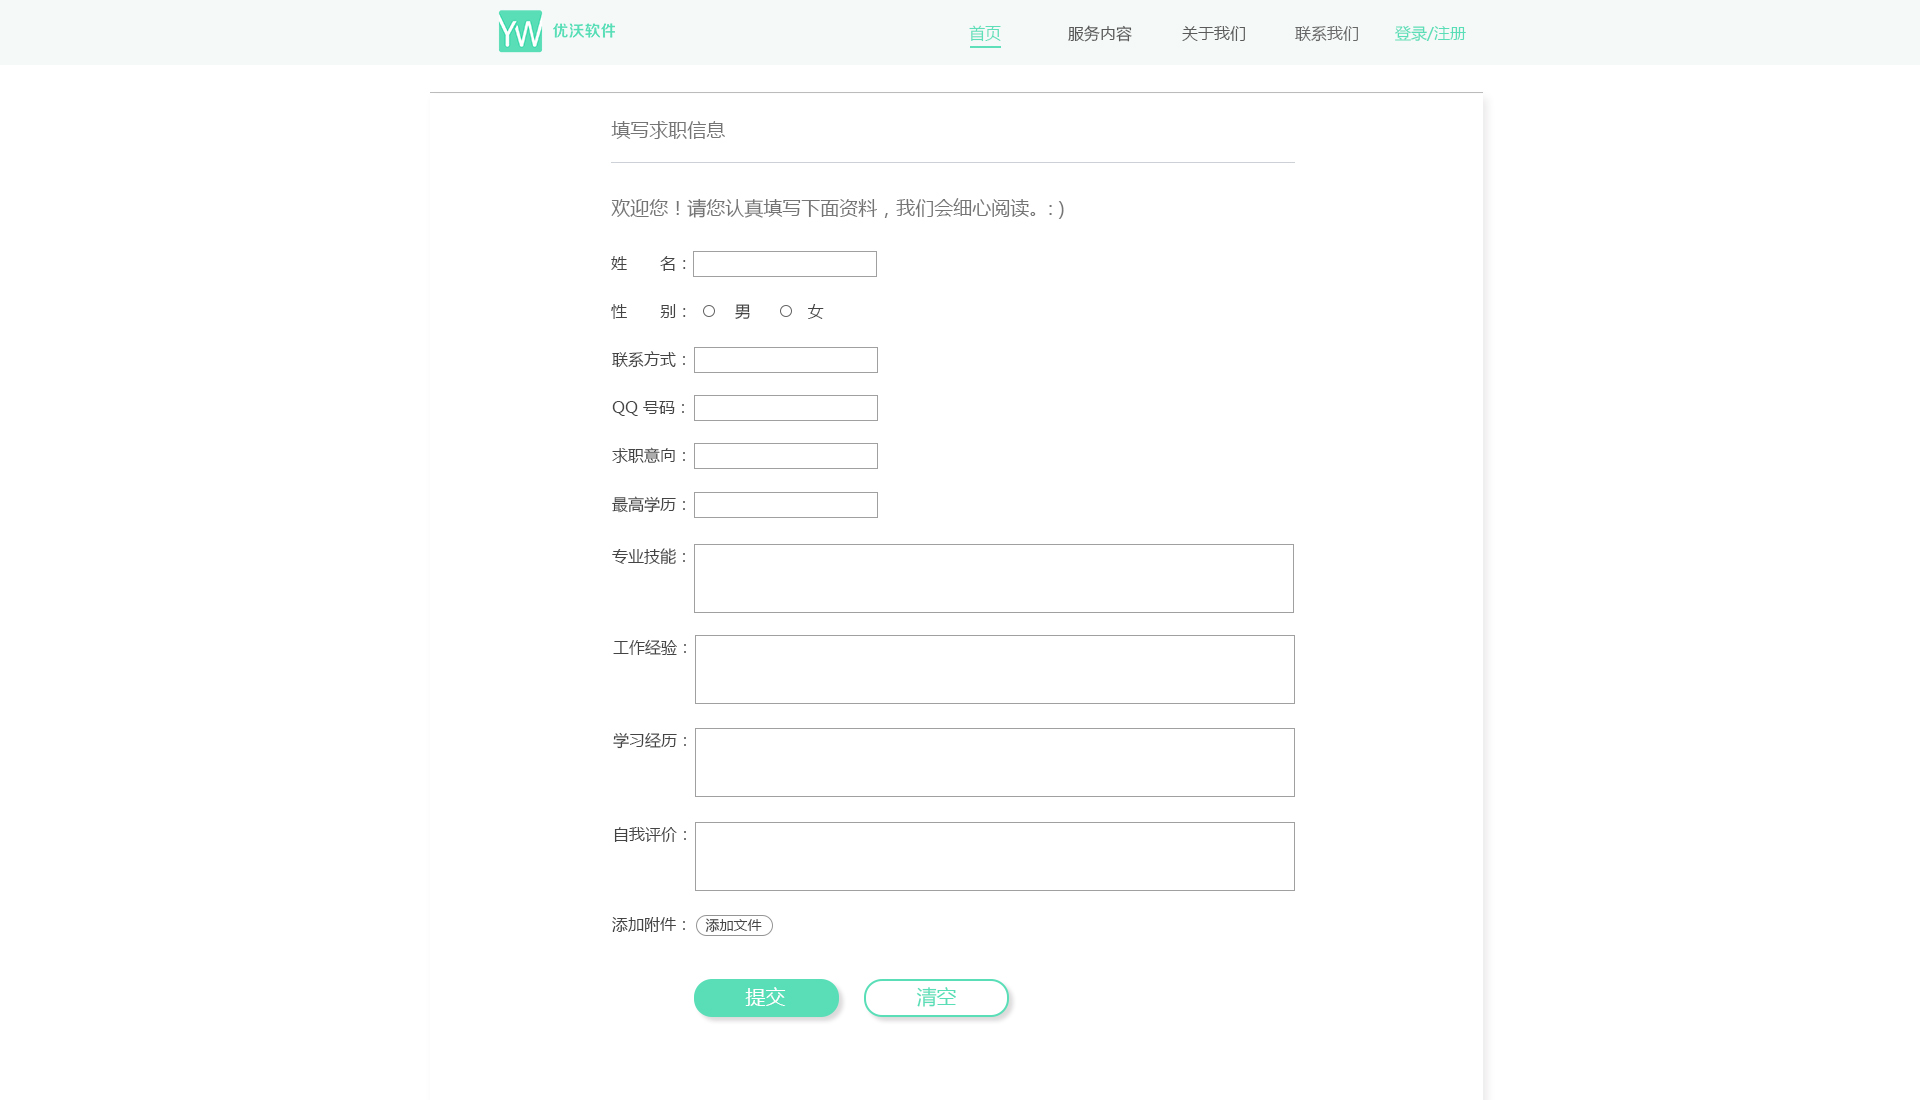 YW 优沃软件 首页 服务内容 关于我们 联系我们 登录/注册
填写求职信息
欢迎您！请您认真填写下面资料，我们会细心阅读。: )
姓 名：
性 别： 男 女
联系方式：
QQ 号码：
求职意向：
最高学历：
专业技能：
工作经验：
学习经历：
自我评价：
添加附件： 添加文件
提交 清空